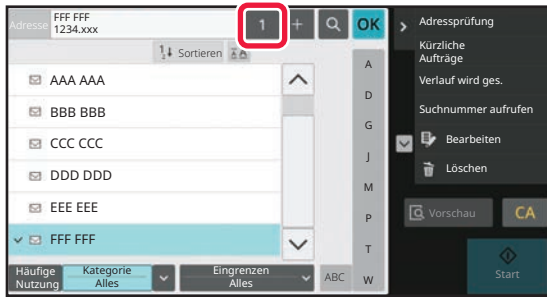 Adresse
FFF FFF
1234.xxx
1
+
OK
Sortieren
AAA AAA
BBB BBB
CCC CCC
DDD DDD
EEE EEE
FFF FFF
A
D
G
J
M
P
T
W
Häufige
Nutzung
Kategorie
Alles
Eingrenzen
Alles
ABC
Adressprüfung
Kürzliche
Aufträge
Verlauf wird ges.
Suchnummer aufrufen
Bearbeiten
Löschen
Vorschau
CA
Start